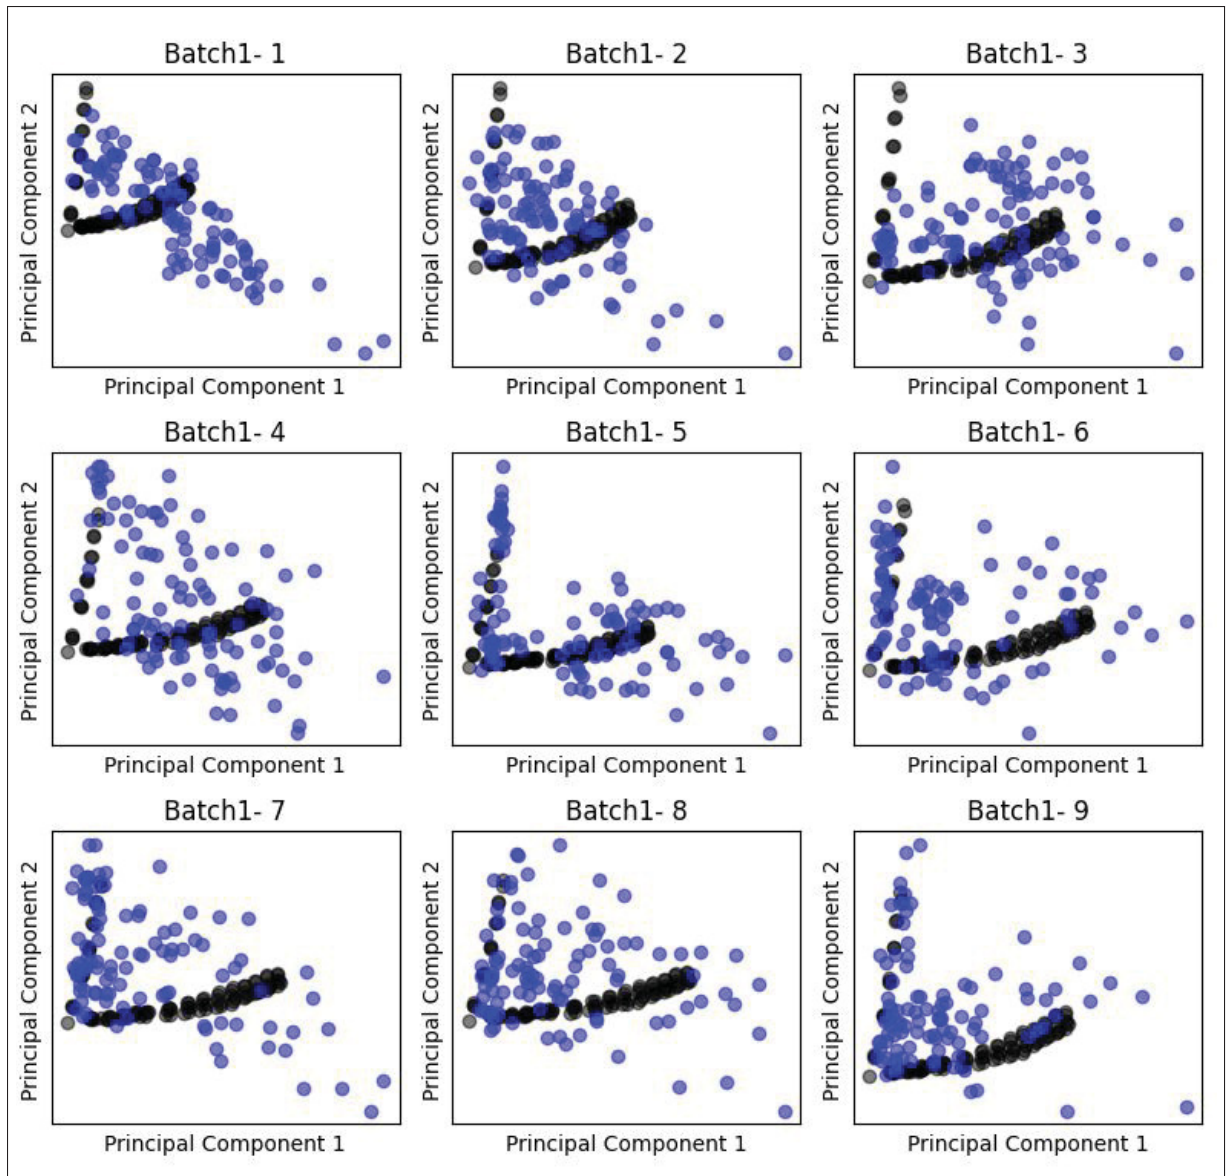 Batch1- 1
Batch1- 2
Batch1- 3
Principal Component 2
Principal Component 2
Principal Component 2
Principal Component 1
Principal Component 1
Principal Component 1
Batch1- 4
Batch1- 5
Batch1- 6
Principal Component 2
Principal Component 2
Principal Component 2
Principal Component 1
Principal Component 1
Principal Component 1
Batch1- 7
Batch1- 8
Batch1- 9
Principal Component 2
Principal Component 2
Principal Component 2
Principal Component 1
Principal Component 1
Principal Component 1